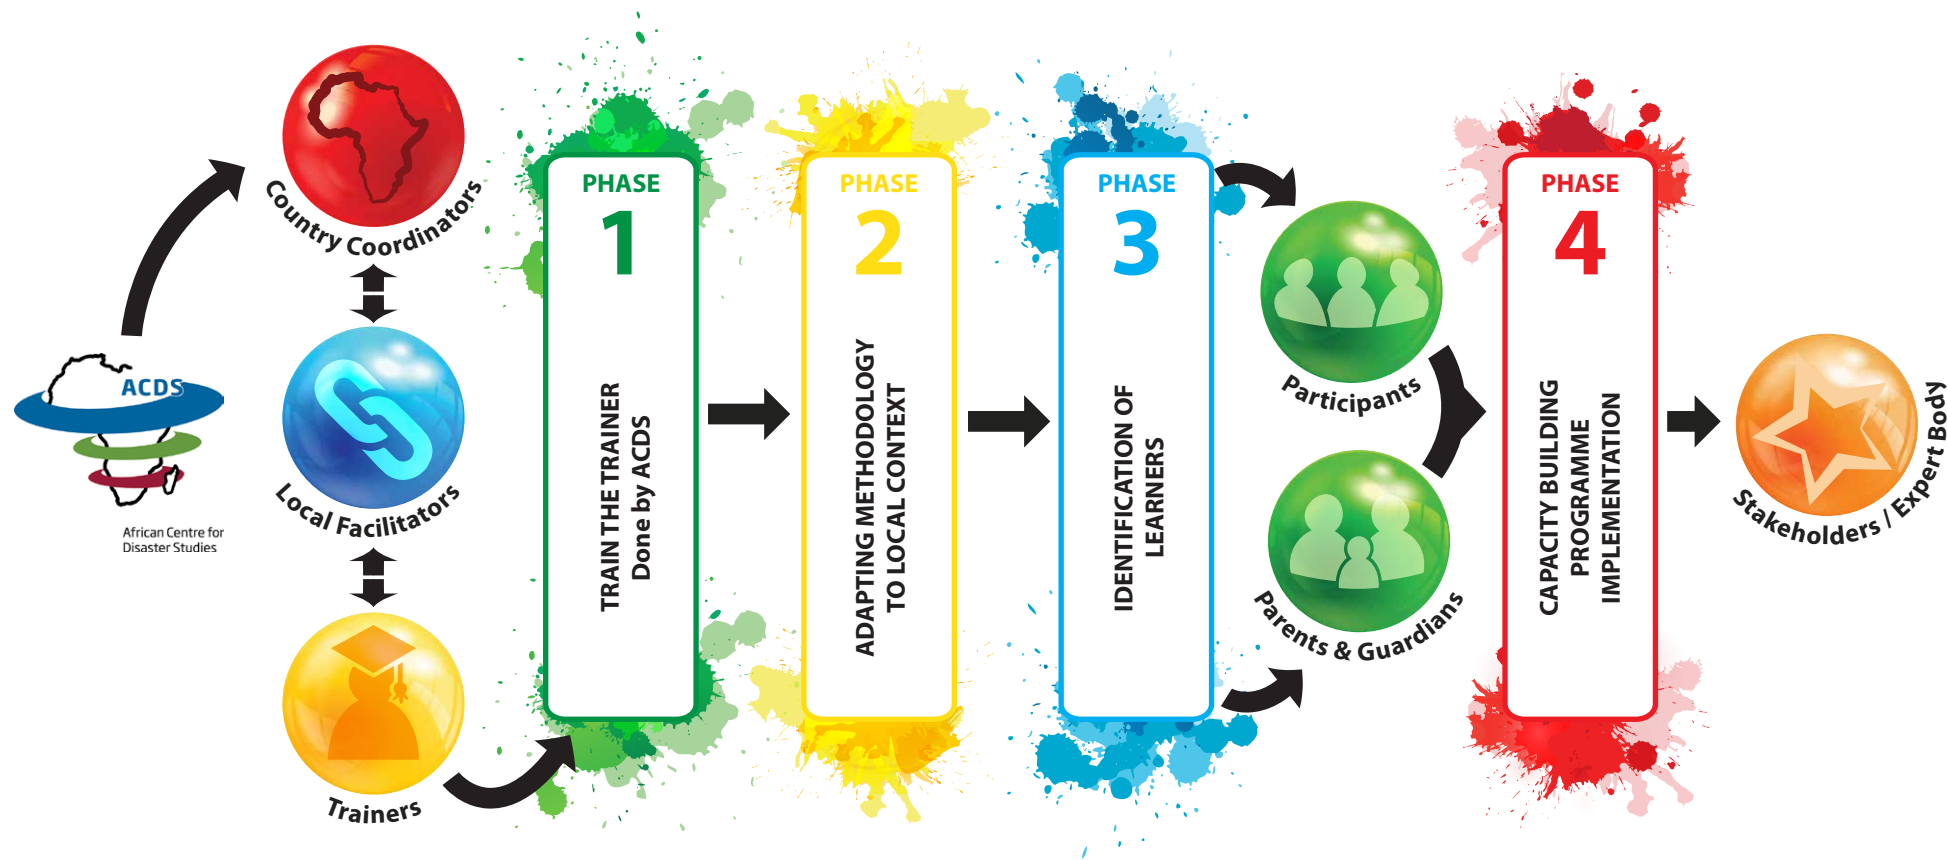 ACDS
African Centre for
Disaster Studies
Country Coordinators
Local Facilitators
Trainers
PHASE
1
TRAIN THE TRAINER
Done by ACDS
PHASE
2
ADAPTING METHODOLOGY
TO LOCAL CONTEXT
PHASE
3
IDENTIFICATION OF
LEARNERS
Participants
Parents & Guardians
PHASE
4
CAPACITY BUILDING
PROGRAMME
IMPLEMENTATION
Stakeholders / Expert Body